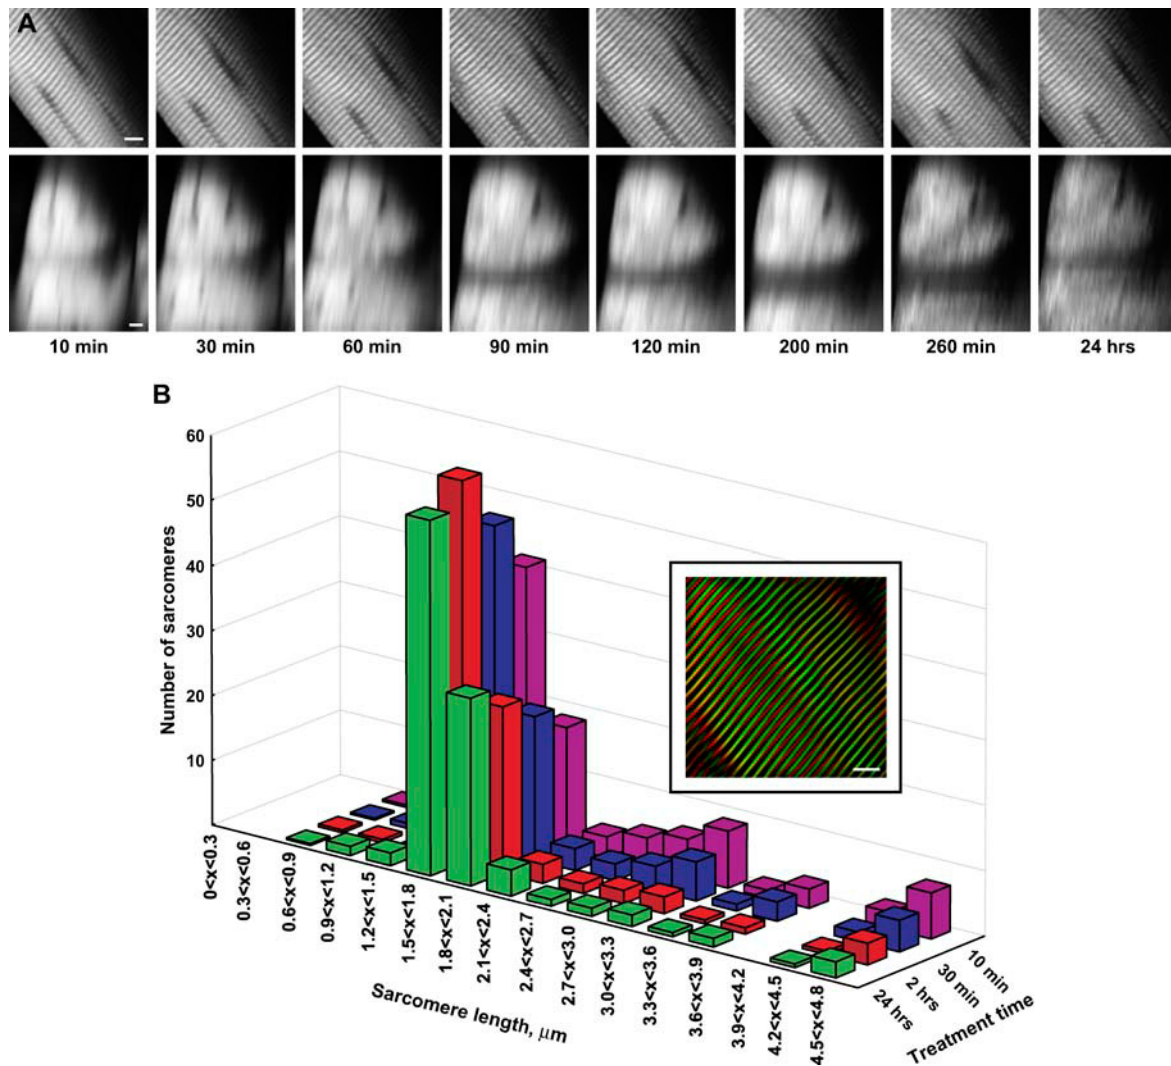 A
10 min
30 min
60 min
90 min
120 min
200 min
260 min
24 hrs
B
60
50
40
30
20
10
Number of sarcomeres
0<x<0.3
0.3<x<0.6
0.6<x<0.9
0.9<x<1.2
1.2<x<1.5
1.5<x<1.8
1.8<x<2.1
2.1<x<2.4
2.4<x<2.7
2.7<x<3.0
3.0<x<3.3
3.3<x<3.6
3.6<x<3.9
3.9<x<4.2
4.2<x<4.5
4.5<x<4.8
Sarcomere length, μm
24 hrs
2 hrs
30 min
10 min
Treatment time